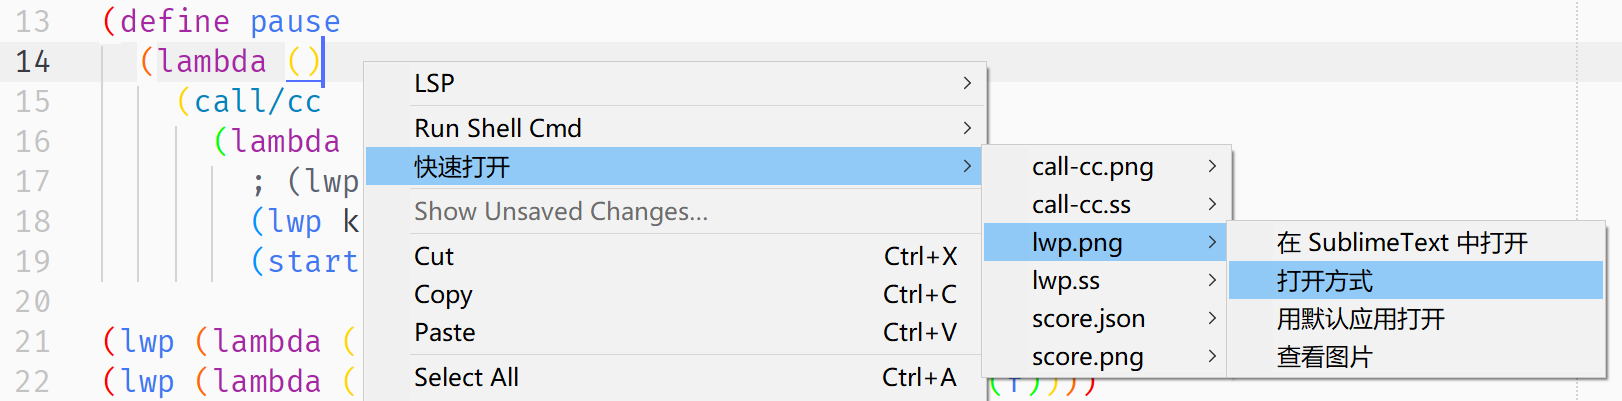 13 (define pause
14 (lambda ()
15 (call/cc
16 (lambda
17 ; (lwp
18 (lwp k
19 (start
20
21 (lwp (lambda (
22 (lwp (lambda (
LSP
Run Shell Cmd
快速打开
Show Unsaved Changes...
Cut Ctrl+X
Copy Ctrl+C
Paste Ctrl+V
Select All Ctrl+A
call-cc.png
call-cc.ss
lwp.png
lwp.ss
score.json
score.png
在 SublimeText 中打开
打开方式
用默认应用打开
查看图片